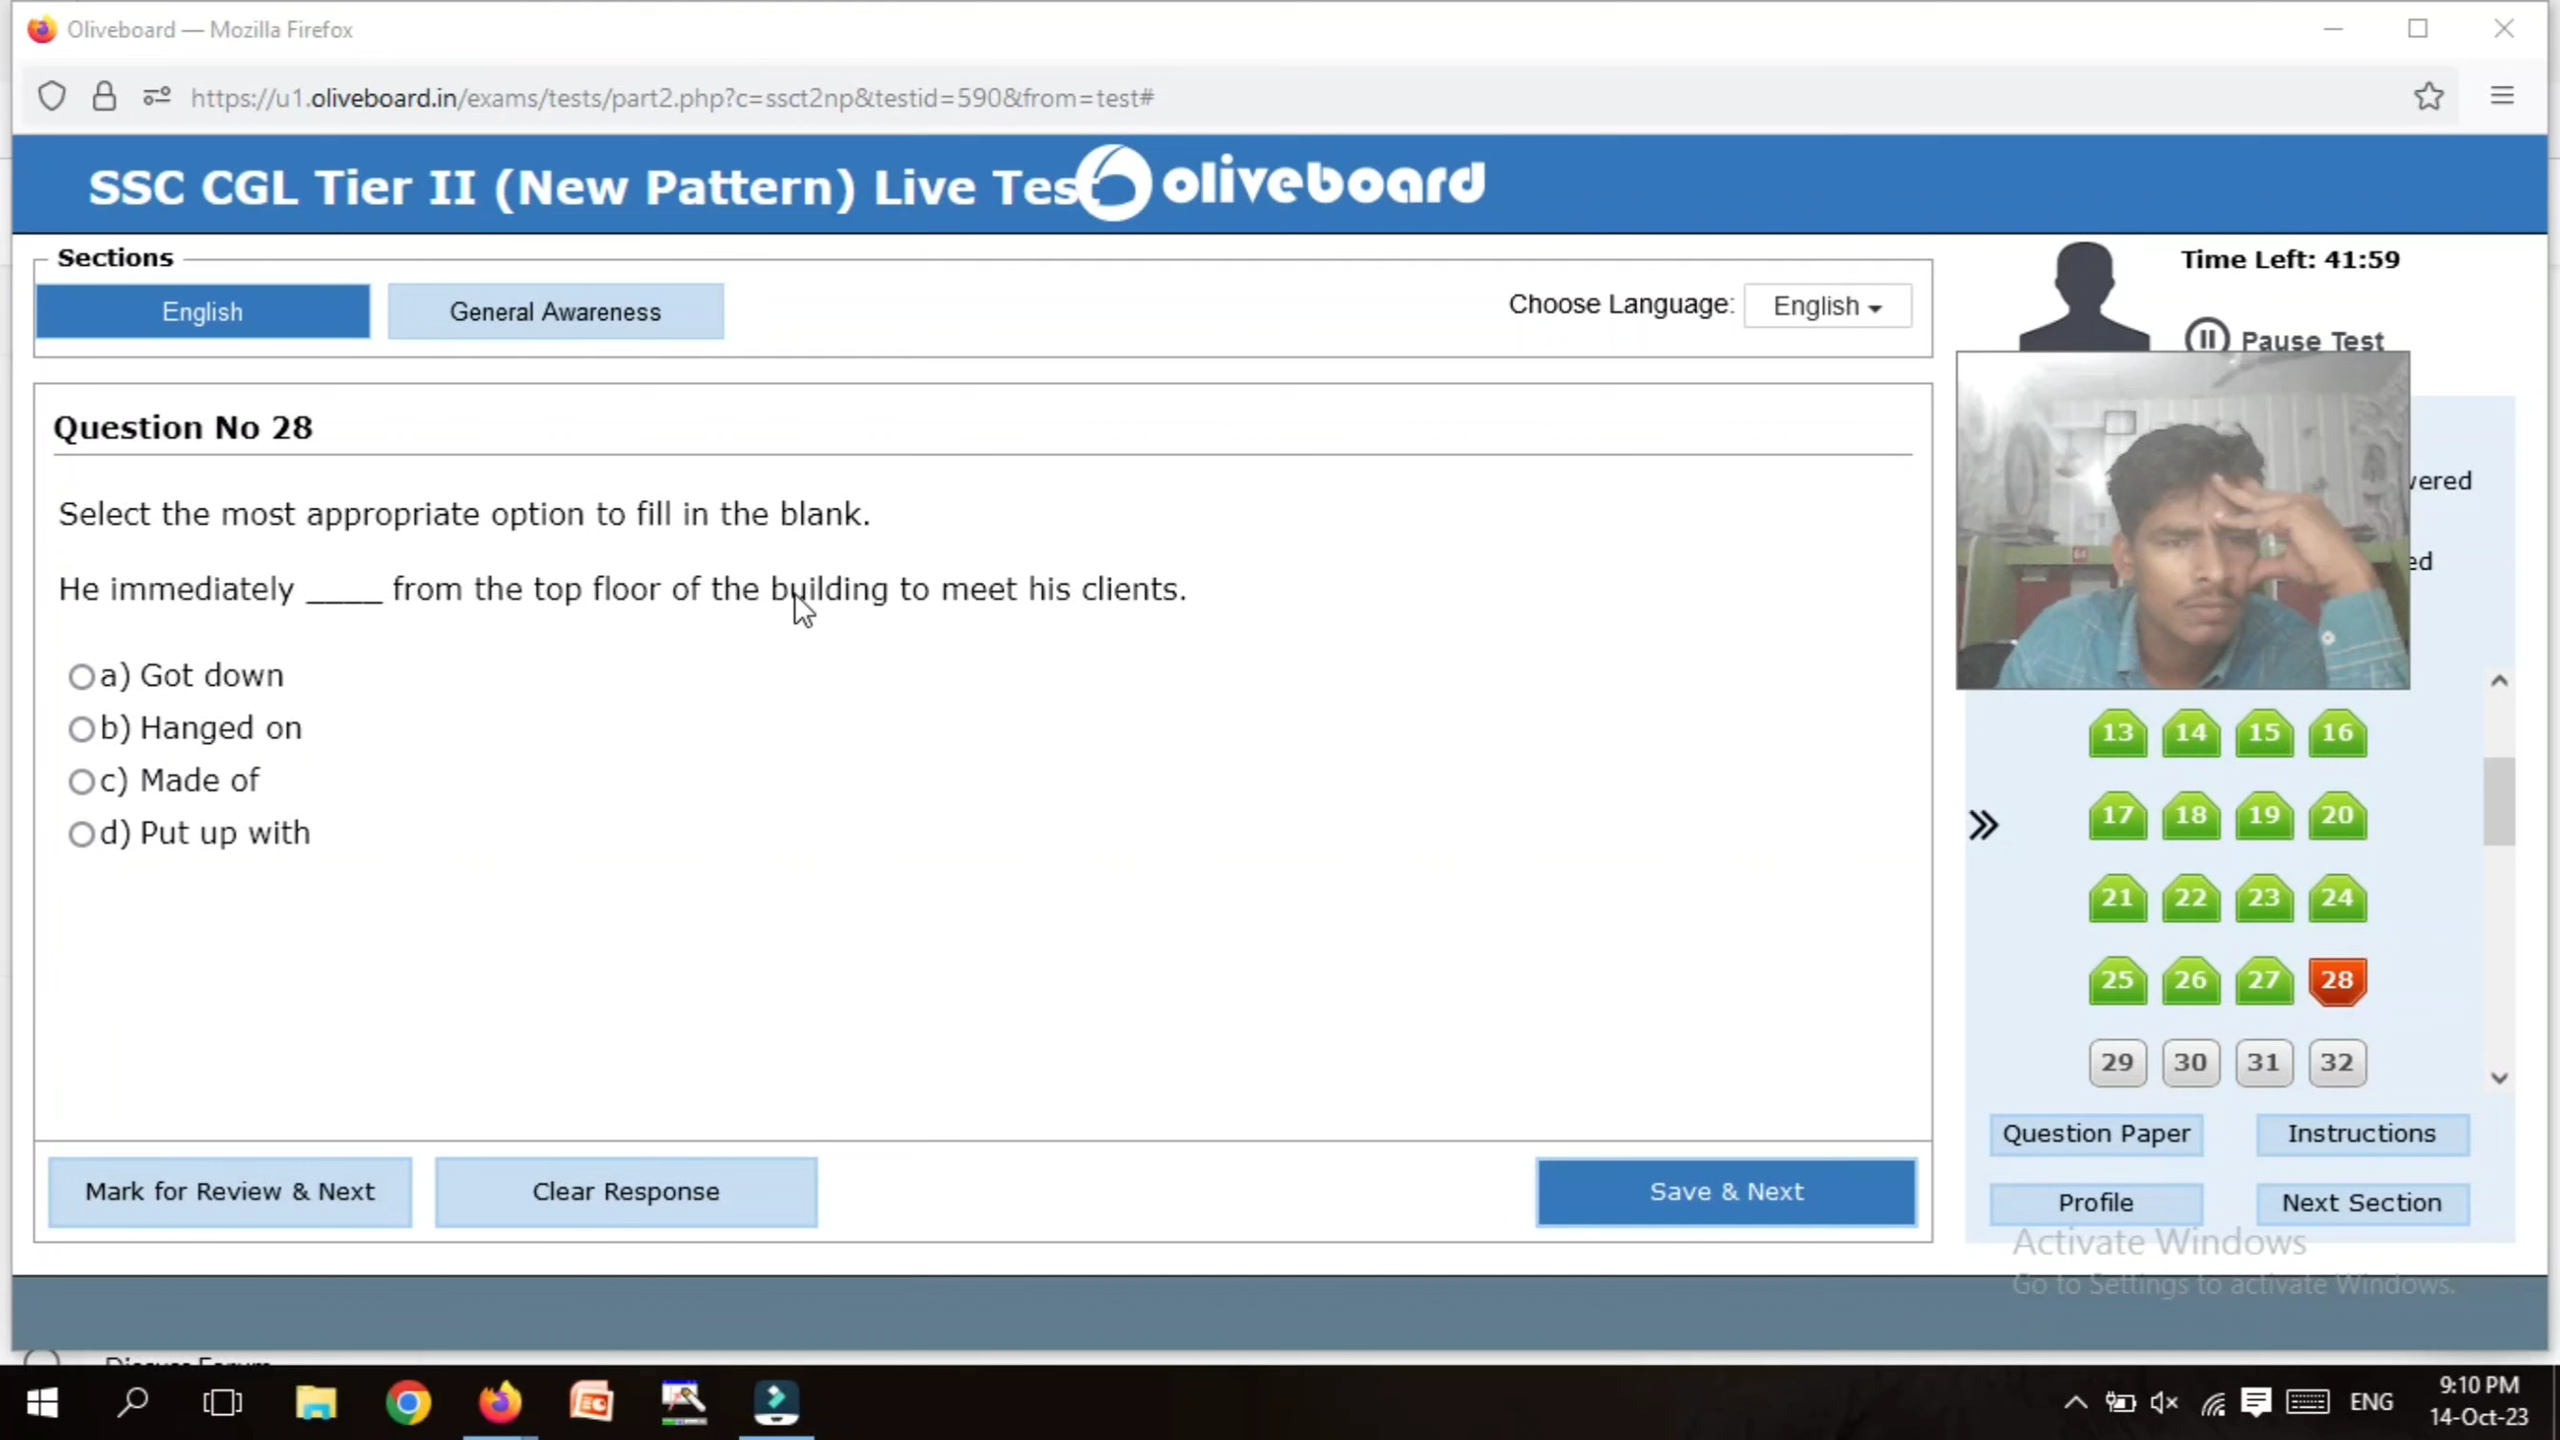 Oliveboard — Mozilla Firefox
https://u1.oliveboard.in/exams/tests/part2.php?c=ssct2np&testid=590&from=test#
SSC CGL Tier II (New Pattern) Live Tes
oliveboard
Sections
English
General Awareness
Choose Language:
English
Time Left: 41:59
Pause Test
Question No 28
Select the most appropriate option to fill in the blank.
He immediately ____ from the top floor of the building to meet his clients.
a) Got down
b) Hanged on
c) Made of
d) Put up with
13 14 15 16
17 18 19 20
21 22 23 24
25 26 27 28
29 30 31 32
Question Paper
Instructions
Profile
Next Section
Mark for Review & Next
Clear Response
Save & Next
Activate Windows
Go to Settings to activate Windows.
ENG
9:10 PM
14-Oct-23